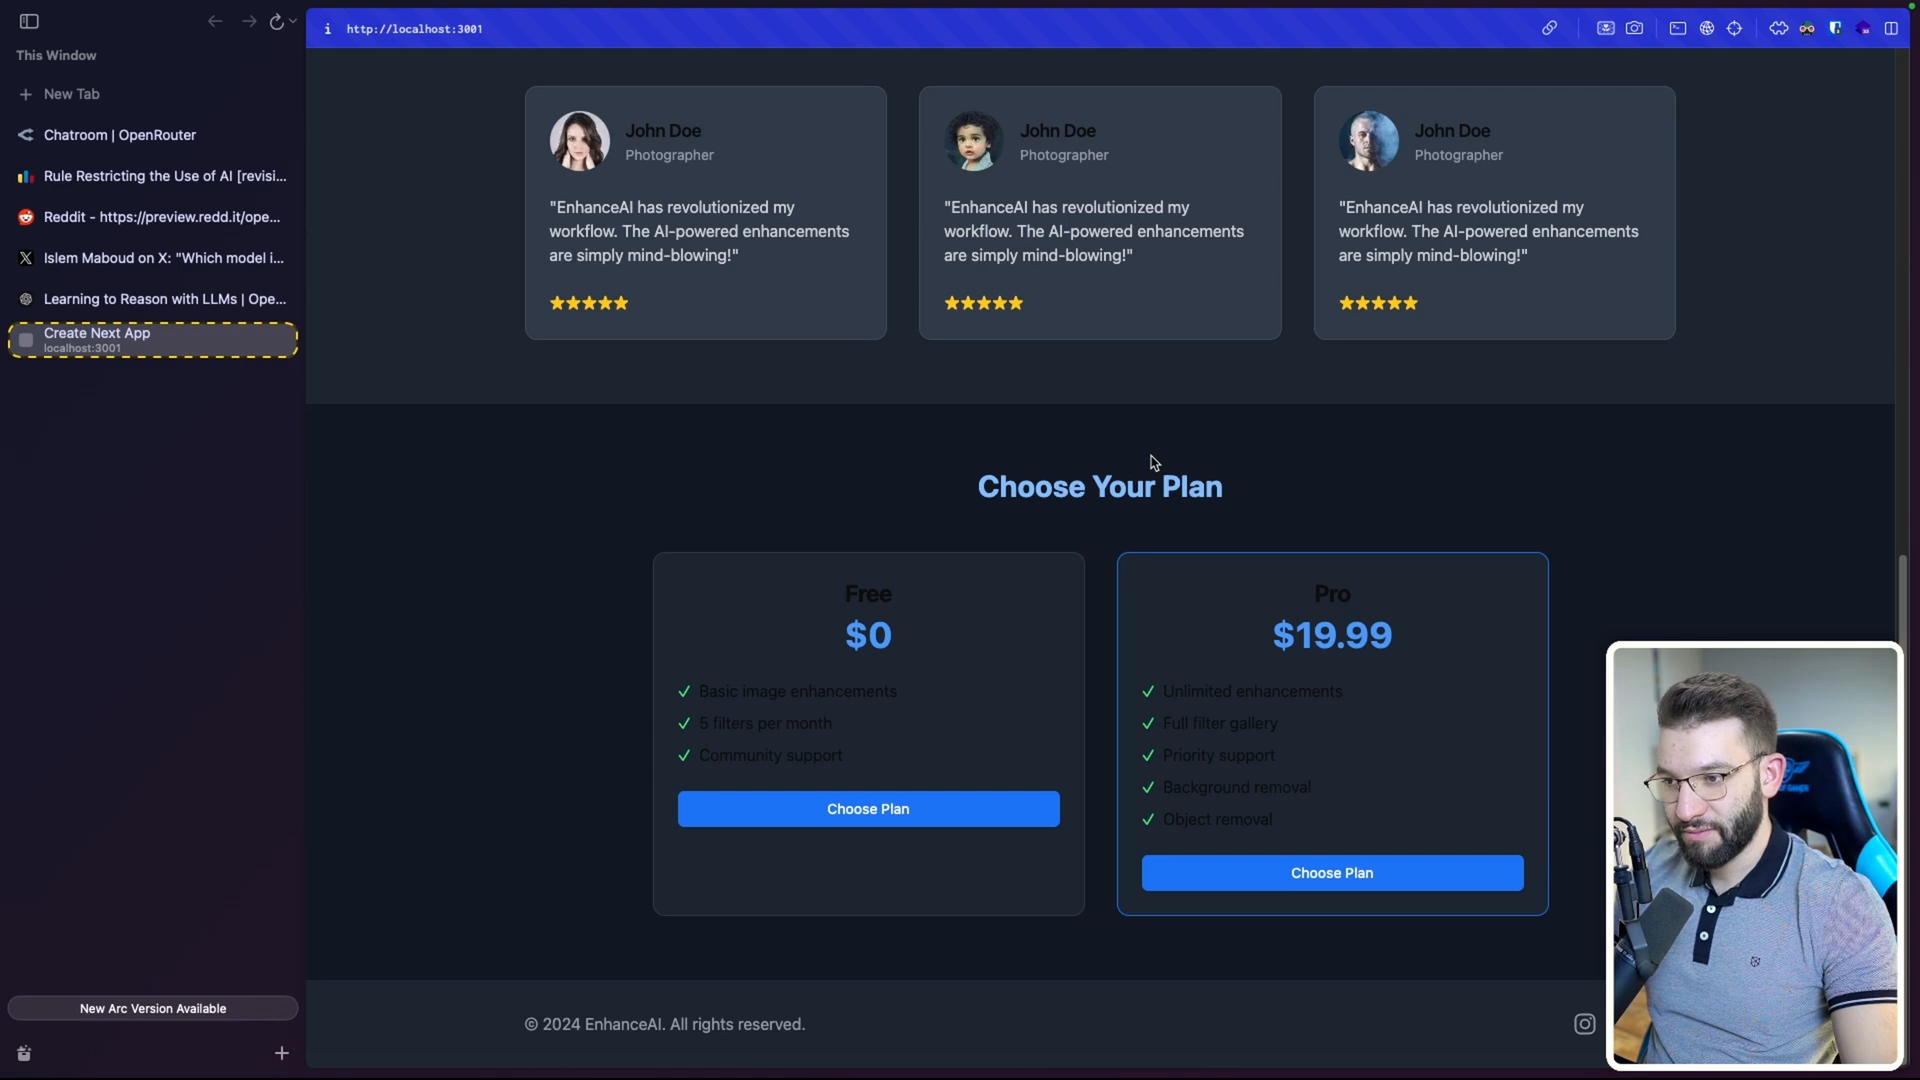 http://localhost:3001
This Window
New Tab
Chatroom | OpenRouter
Rule Restricting the Use of AI [revisi...
Reddit - https://preview.redd.it/ope...
Islem Maboud on X: "Which model i...
Learning to Reason with LLMs | Ope...
Create Next App
localhost:3001
New Arc Version Available
John Doe
Photographer
"EnhanceAI has revolutionized my
workflow. The AI-powered enhancements
are simply mind-blowing!"
John Doe
Photographer
"EnhanceAI has revolutionized my
workflow. The AI-powered enhancements
are simply mind-blowing!"
John Doe
Photographer
"EnhanceAI has revolutionized my
workflow. The AI-powered enhancements
are simply mind-blowing!"
Choose Your Plan
Free
$0
Basic image enhancements
5 filters per month
Community support
Choose Plan
Pro
$19.99
Unlimited enhancements
Full filter gallery
Priority support
Background removal
Object removal
Choose Plan
© 2024 EnhanceAI. All rights reserved.